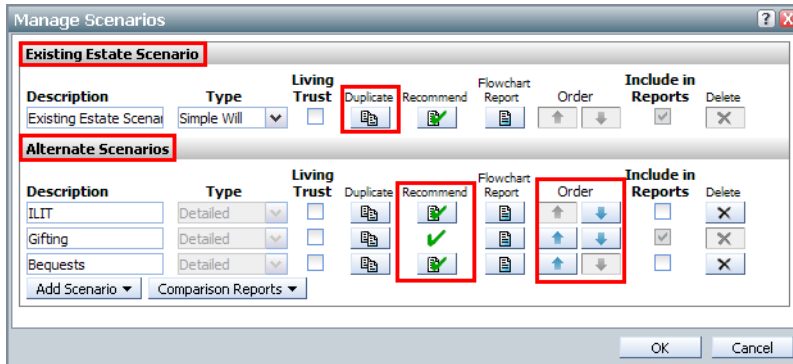 Manage Scenarios
Existing Estate Scenario
Description Type Living Trust Duplicate Recommend Flowchart Report Order Include in Reports Delete
Existing Estate Scenar Simple Will
Alternate Scenarios
Description Type Living Trust Duplicate Recommend Flowchart Report Order Include in Reports Delete
ILIT Detailed
Gifting Detailed
Bequests Detailed
Add Scenario Comparison Reports
OK Cancel